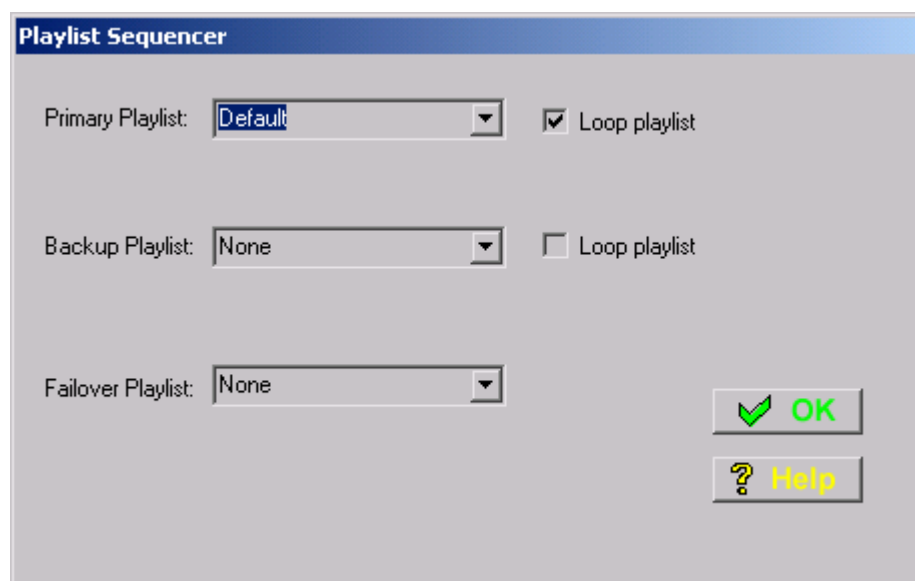 Playlist Sequencer
Primary Playlist: Default Loop playlist
Backup Playlist: None Loop playlist
Failover Playlist: None
OK
? Help